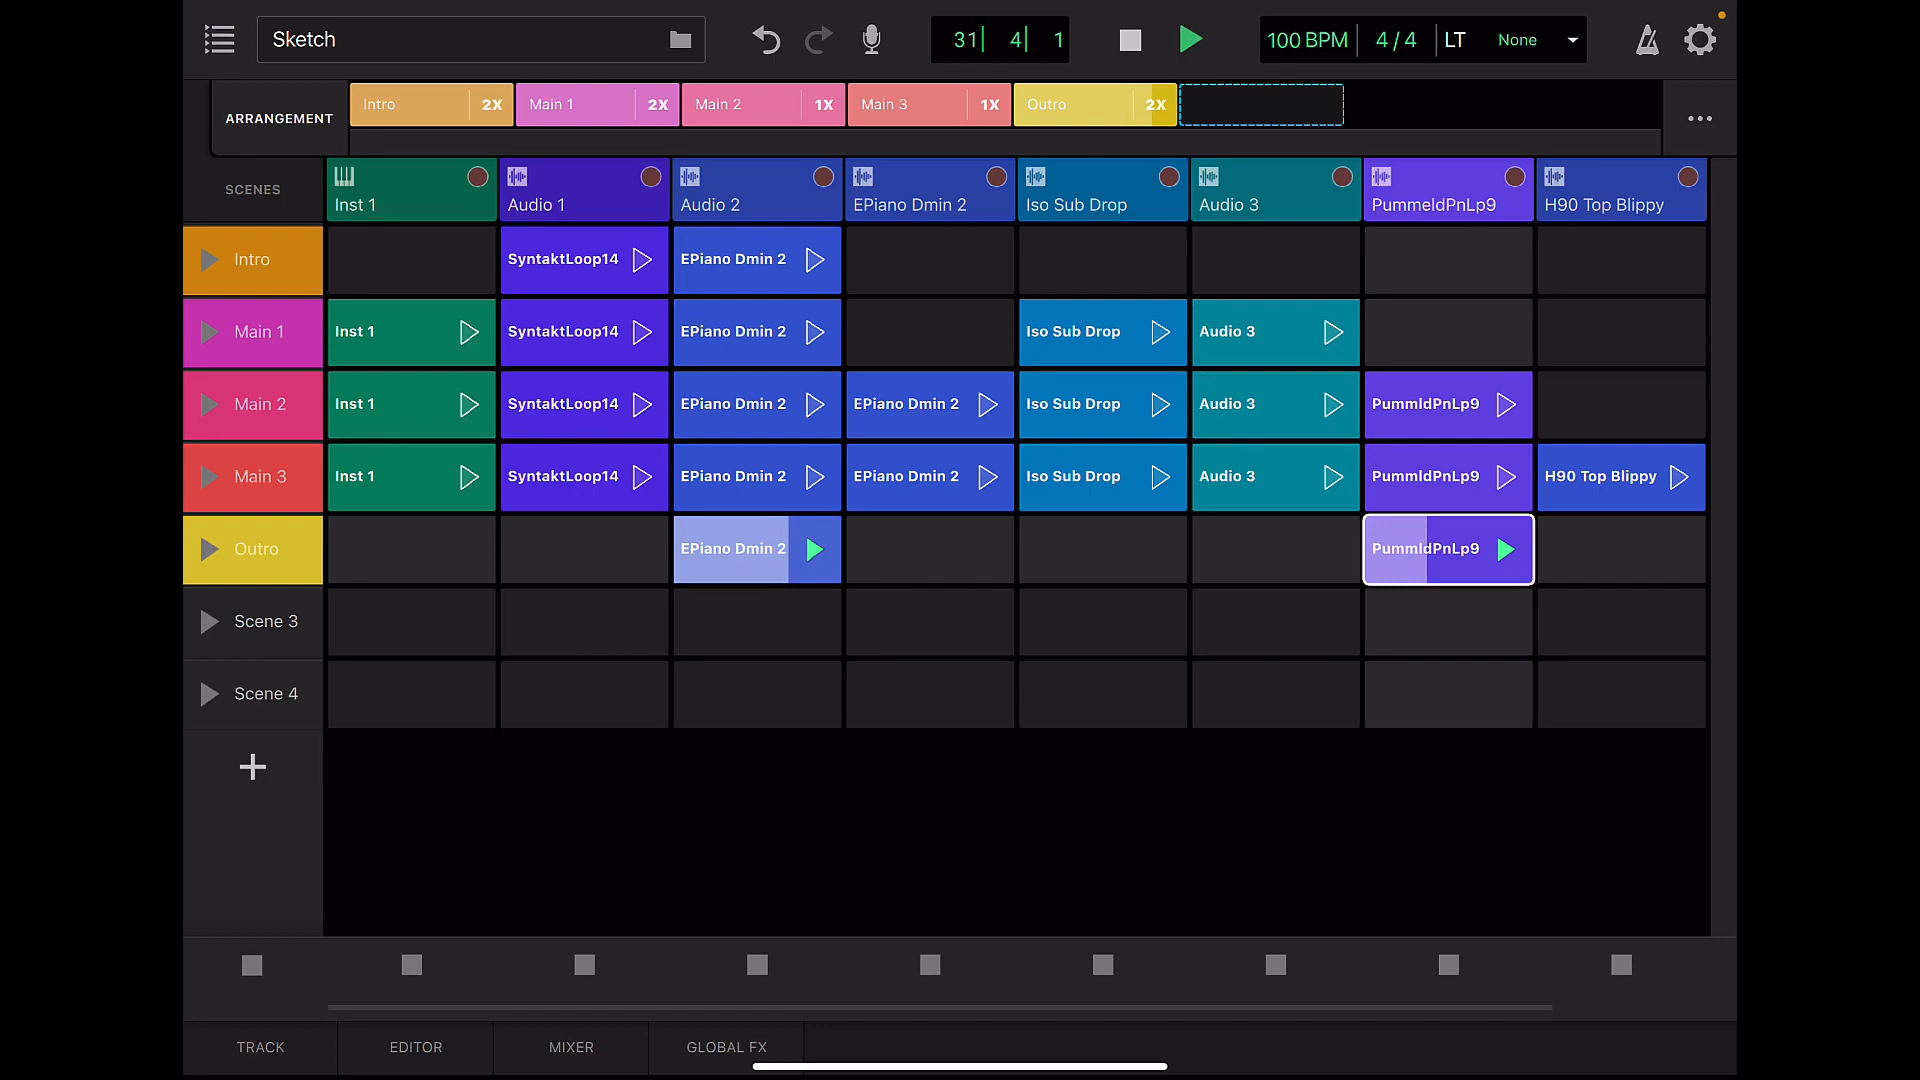 Sketch
31 4 1
100 BPM 4 / 4 LT None
ARRANGEMENT
Intro 2X Main 1 2X Main 2 1X Main 3 1X Outro 2X
SCENES
Inst 1 Audio 1 Audio 2 EPiano Dmin 2 Iso Sub Drop Audio 3 PummeldPnLp9 H90 Top Blippy
Intro SyntaktLoop14 EPiano Dmin 2
Main 1 Inst 1 SyntaktLoop14 EPiano Dmin 2 Iso Sub Drop Audio 3
Main 2 Inst 1 SyntaktLoop14 EPiano Dmin 2 EPiano Dmin 2 Iso Sub Drop Audio 3 PummldPnLp9
Main 3 Inst 1 SyntaktLoop14 EPiano Dmin 2 EPiano Dmin 2 Iso Sub Drop Audio 3 PummldPnLp9 H90 Top Blippy
Outro EPiano Dmin 2 PummldPnLp9
Scene 3
Scene 4
TRACK EDITOR MIXER GLOBAL FX